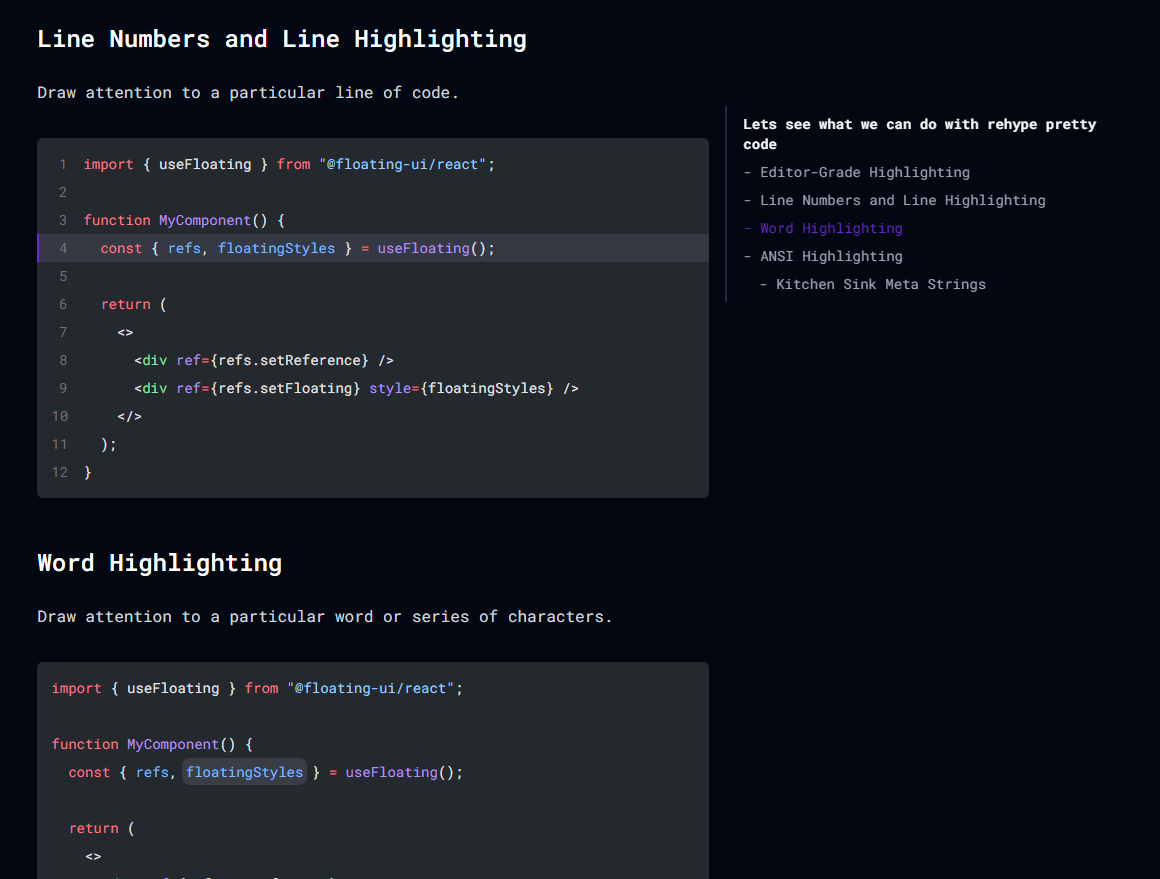 Line Numbers and Line Highlighting
Draw attention to a particular line of code.
1 import { useFloating } from "@floating-ui/react";
2
3 function MyComponent() {
4 const { refs, floatingStyles } = useFloating();
5
6 return (
7 <>
8 <div ref={refs.setReference} />
9 <div ref={refs.setFloating} style={floatingStyles} />
10 </>
11 );
12 }
Word Highlighting
Draw attention to a particular word or series of characters.
import { useFloating } from "@floating-ui/react";
function MyComponent() {
const { refs, floatingStyles } = useFloating();
return (
<>
Lets see what we can do with rehype pretty
code
- Editor-Grade Highlighting
- Line Numbers and Line Highlighting
- Word Highlighting
- ANSI Highlighting
- Kitchen Sink Meta Strings